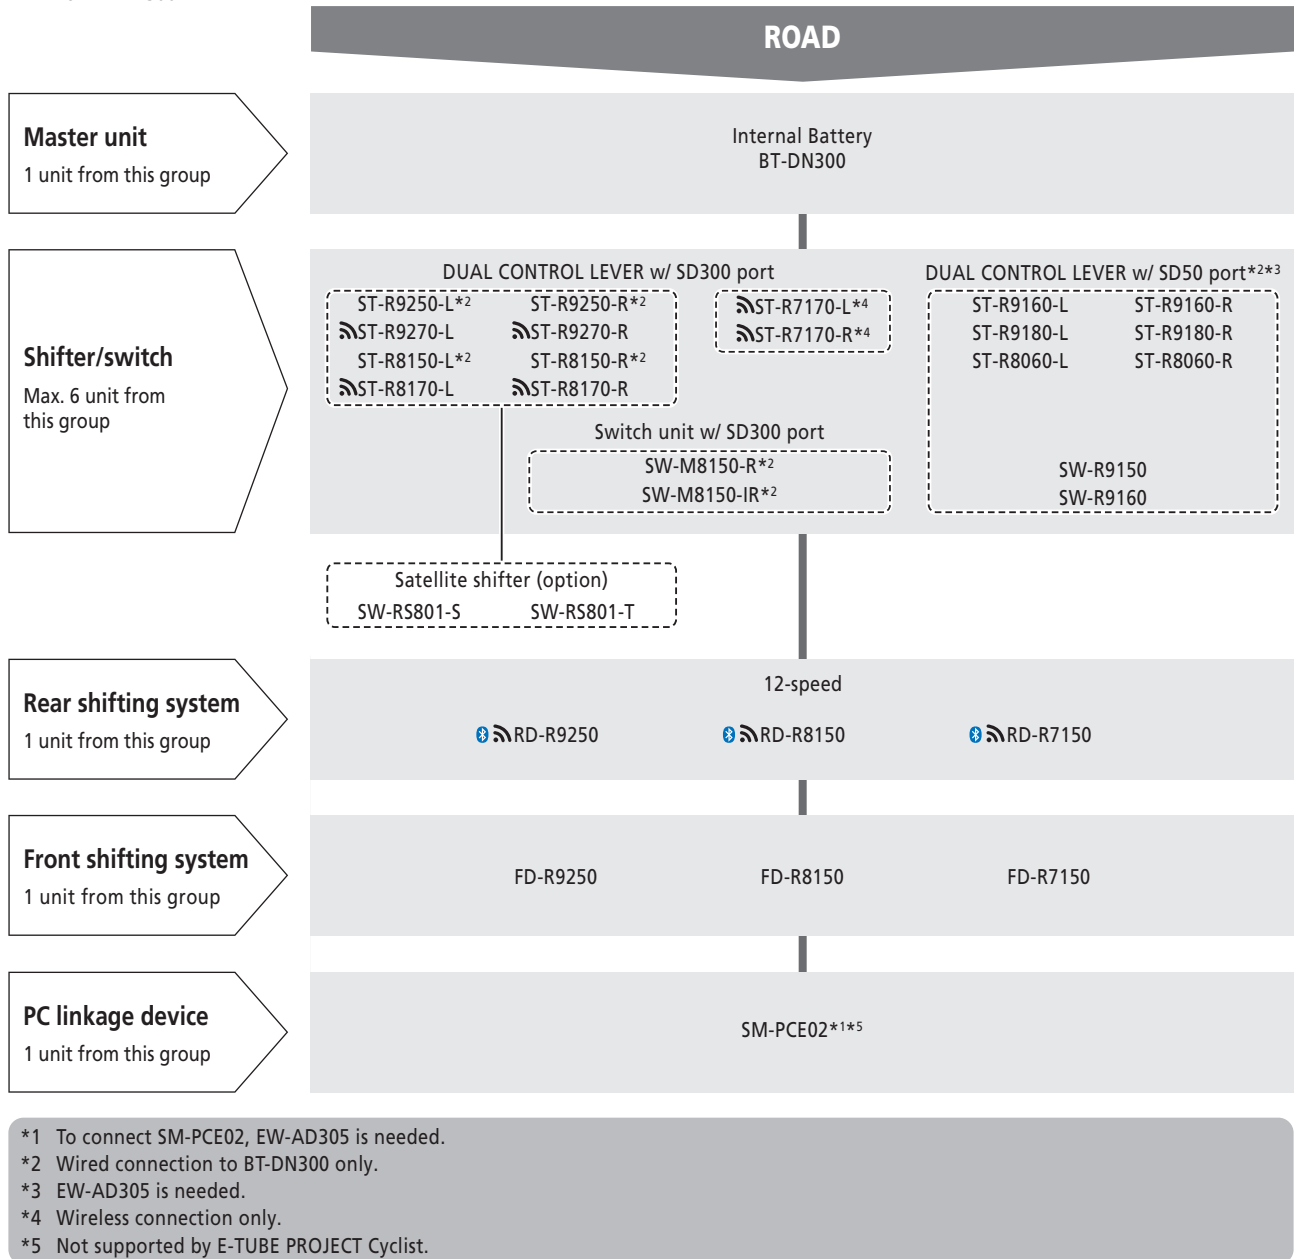 ROAD
Master unit
1 unit from this group
Internal Battery
BT-DN300
Shifter/switch
Max. 6 unit from
this group
DUAL CONTROL LEVER w/ SD300 port
ST-R9250-L*2 ST-R9250-R*2
ST-R9270-L ST-R9270-R
ST-R8150-L*2 ST-R8150-R*2
ST-R8170-L ST-R8170-R
ST-R7170-L*4
ST-R7170-R*4
DUAL CONTROL LEVER w/ SD50 port*2*3
ST-R9160-L ST-R9160-R
ST-R9180-L ST-R9180-R
ST-R8060-L ST-R8060-R
SW-R9150
SW-R9160
Switch unit w/ SD300 port
SW-M8150-R*2
SW-M8150-IR*2
Satellite shifter (option)
SW-RS801-S SW-RS801-T
Rear shifting system
1 unit from this group
12-speed
RD-R9250 RD-R8150 RD-R7150
Front shifting system
1 unit from this group
FD-R9250 FD-R8150 FD-R7150
PC linkage device
1 unit from this group
SM-PCE02*1*5
*1 To connect SM-PCE02, EW-AD305 is needed.
*2 Wired connection to BT-DN300 only.
*3 EW-AD305 is needed.
*4 Wireless connection only.
*5 Not supported by E-TUBE PROJECT Cyclist.